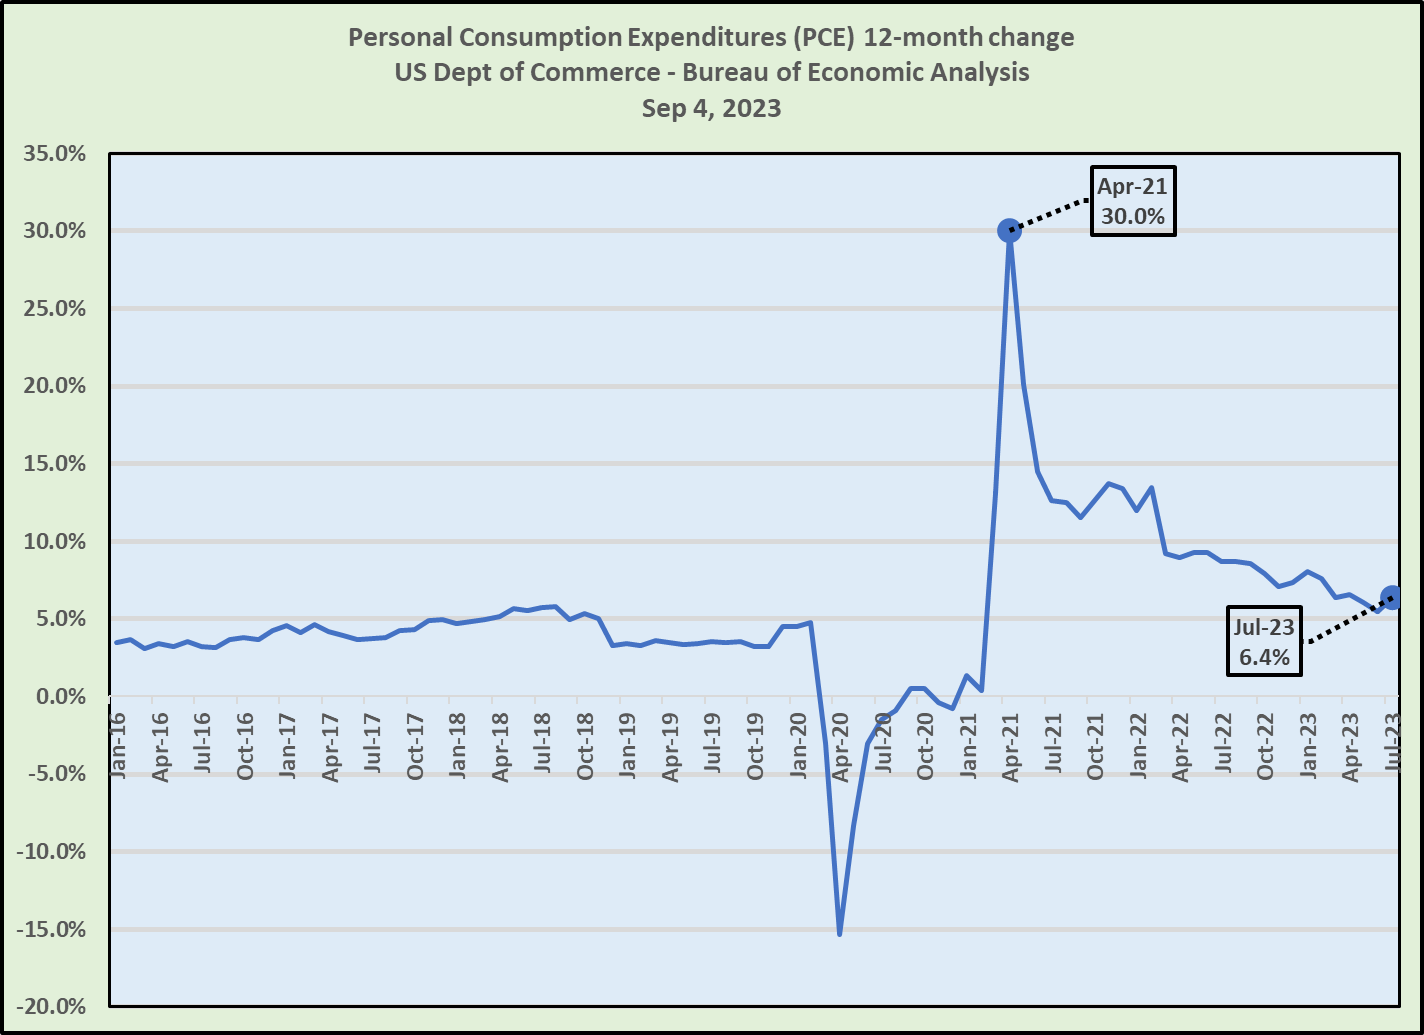 Personal Consumption Expenditures (PCE) 12-month change
US Dept of Commerce - Bureau of Economic Analysis
Sep 4, 2023
35.0%
30.0%
25.0%
20.0%
15.0%
10.0%
5.0%
0.0%
-5.0%
-10.0%
-15.0%
-20.0%
Apr-21
30.0%
Jul-23
6.4%
Jan-16
Apr-16
Jul-16
Oct-16
Jan-17
Apr-17
Jul-17
Oct-17
Jan-18
Apr-18
Jul-18
Oct-18
Jan-19
Apr-19
Jul-19
Oct-19
Jan-20
Apr-20
Jul-20
Oct-20
Jan-21
Apr-21
Jul-21
Oct-21
Jan-22
Apr-22
Jul-22
Oct-22
Jan-23
Apr-23
Jul-23